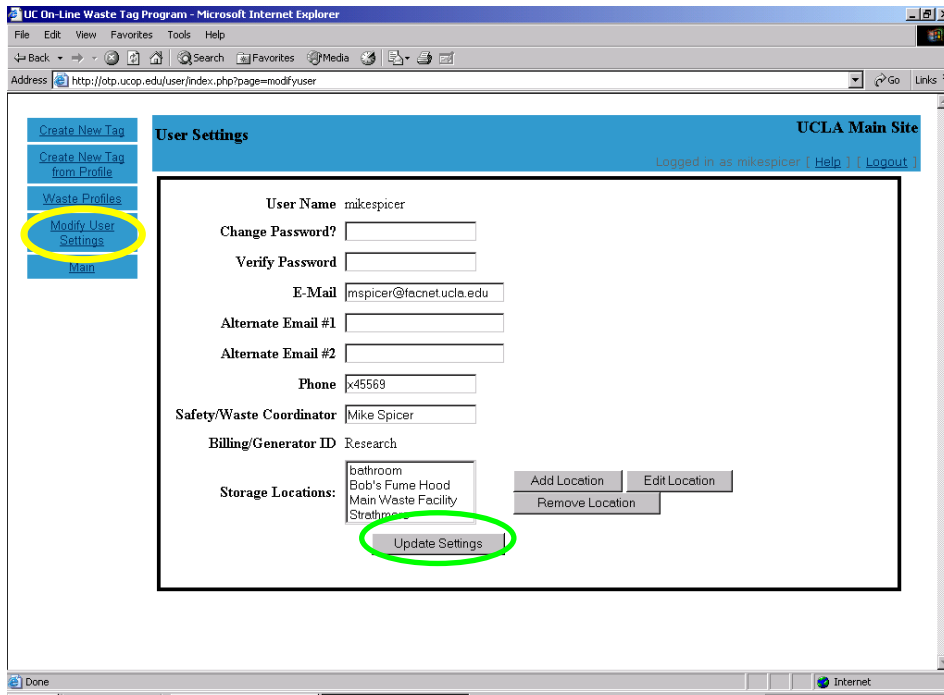 UC On-Line Waste Tag Program - Microsoft Internet Explorer
File Edit View Favorites Tools Help
Back Search Favorites Media
Address http://otp.ucop.edu/user/index.php?page=modifyuser Go Links
Create New Tag
Create New Tag
from Profile
Waste Profiles
Modify User
Settings
Main
User Settings
UCLA Main Site
Logged in as mikespicer [ Help ] [ Logout ]
User Name mikespicer
Change Password?
Verify Password
E-Mail mspicer@facnet.ucla.edu
Alternate Email #1
Alternate Email #2
Phone x45569
Safety/Waste Coordinator Mike Spicer
Billing/Generator ID Research
Storage Locations:
bathroom
Bob's Fume Hood
Main Waste Facility
Strathmore
Add Location Edit Location
Remove Location
Update Settings
Done Internet